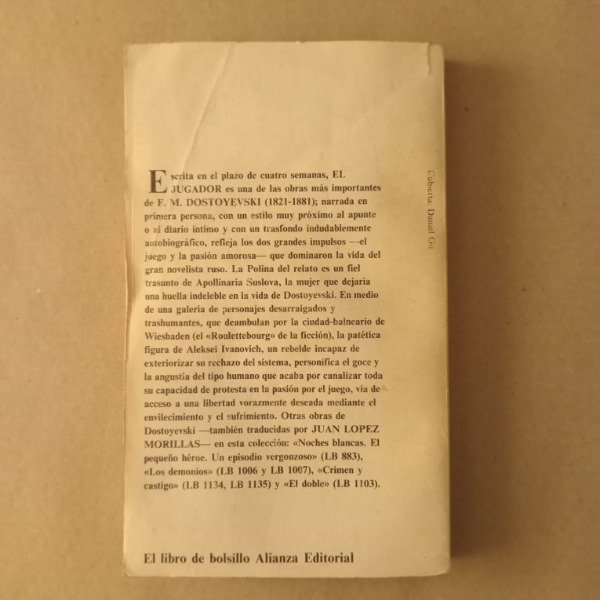 Escrita en el plazo de cuatro semanas, EL
JUGADOR es una de las obras más importantes
de F. M. DOSTOYEVSKI (1821-1881); narrada en
primera persona, con un estilo muy próximo al apunte
o al diario íntimo y con un trasfondo indudablemente
autobiográfico, refleja los dos grandes impulsos —el
juego y la pasión amorosa— que dominaron la vida del
gran novelista ruso. La Polina del relato es un fiel
trasunto de Apollinaria Suslova, la mujer que dejaría
una huella indeleble en la vida de Dostoyevski. En medio
de una galería de personajes desarraigados y
trashumantes, que deambulan por la ciudad-balneario de
Wiesbaden (el «Roulettebourg» de la ficción), la patética
figura de Aleksei Ivanovich, un rebelde incapaz de
exteriorizar su rechazo del sistema, personifica el goce y
la angustia del tipo humano que acaba por canalizar toda
su capacidad de protesta en la pasión por el juego, vía de
acceso a una libertad vorazmente deseada mediante el
envilecimiento y el sufrimiento. Otras obras de
Dostoyevski —también traducidas por JUAN LOPEZ
MORILLAS— en esta colección: «Noches blancas. El
pequeño héroe. Un episodio vergonzoso» (LB 883),
«Los demonios» (LB 1006 y LB 1007), «Crimen y
castigo» (LB 1134, LB 1135) y «El doble» (LB 1103).
El libro de bolsillo Alianza Editorial
Cubierta: Daniel Gil